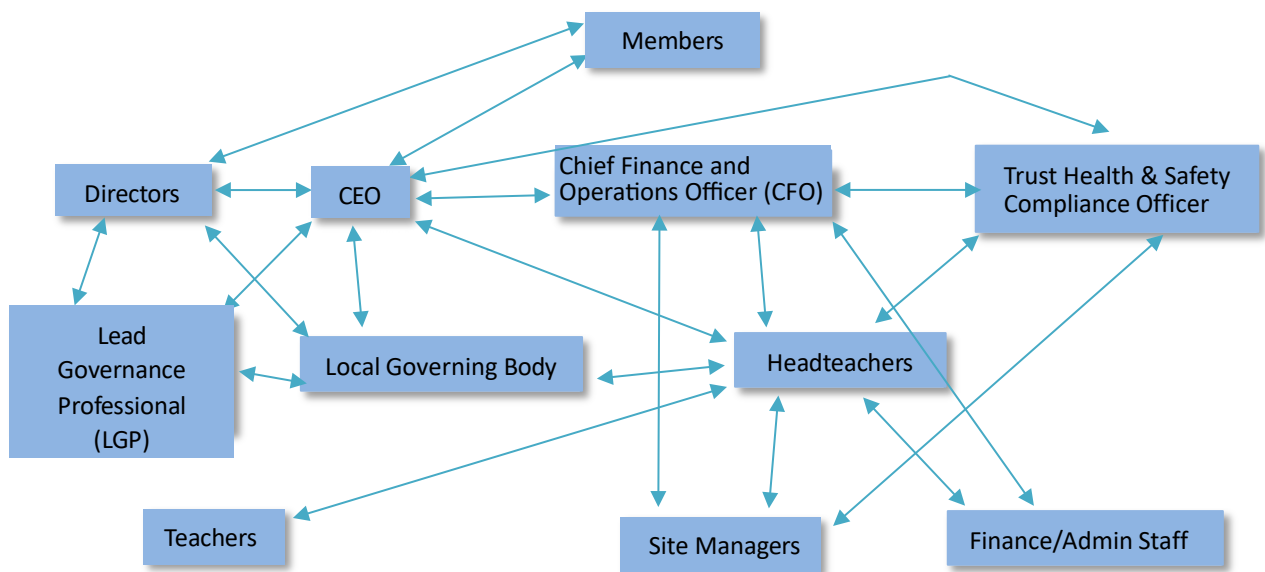 Members
Directors
CEO
Chief Finance and
Operations Officer (CFO)
Trust Health & Safety
Compliance Officer
Lead
Governance
Professional
(LGP)
Local Governing Body
Headteachers
Teachers
Site Managers
Finance/Admin Staff